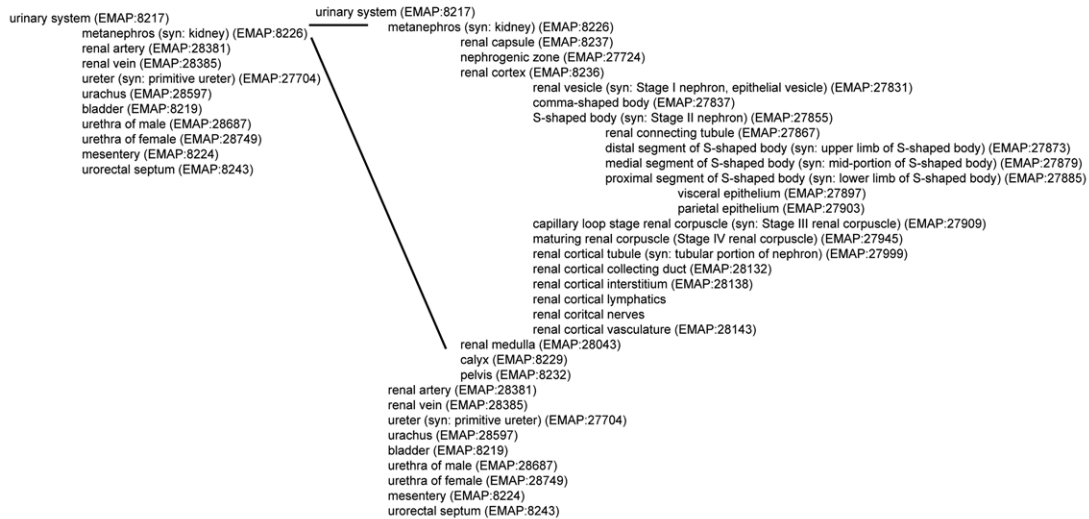 urinary system (EMAP:8217)
metanephros (syn: kidney) (EMAP:8226)
renal artery (EMAP:28381)
renal vein (EMAP:28385)
ureter (syn: primitive ureter) (EMAP:27704)
urachus (EMAP:28597)
bladder (EMAP:8219)
urethra of male (EMAP:28687)
urethra of female (EMAP:28749)
mesentery (EMAP:8224)
urorectal septum (EMAP:8243)
urinary system (EMAP:8217)
metanephros (syn: kidney) (EMAP:8226)
renal capsule (EMAP:8237)
nephrogenic zone (EMAP:27724)
renal cortex (EMAP:8236)
renal vesicle (syn: Stage I nephron, epithelial vesicle) (EMAP:27831)
comma-shaped body (EMAP:27837)
S-shaped body (syn: Stage II nephron) (EMAP:27855)
renal connecting tubule (EMAP:27867)
distal segment of S-shaped body (syn: upper limb of S-shaped body) (EMAP:27873)
medial segment of S-shaped body (syn: mid-portion of S-shaped body) (EMAP:27879)
proximal segment of S-shaped body (syn: lower limb of S-shaped body) (EMAP:27885)
visceral epithelium (EMAP:27897)
parietal epithelium (EMAP:27903)
capillary loop stage renal corpuscle (syn: Stage III renal corpuscle) (EMAP:27909)
maturing renal corpuscle (Stage IV renal corpuscle) (EMAP:27945)
renal cortical tubule (syn: tubular portion of nephron) (EMAP:27999)
renal cortical collecting duct (EMAP:28132)
renal cortical interstitium (EMAP:28138)
renal cortical lymphatics
renal coritcal nerves
renal cortical vasculature (EMAP:28143)
renal medulla (EMAP:28043)
calyx (EMAP:8229)
pelvis (EMAP:8232)
renal artery (EMAP:28381)
renal vein (EMAP:28385)
ureter (syn: primitive ureter) (EMAP:27704)
urachus (EMAP:28597)
bladder (EMAP:8219)
urethra of male (EMAP:28687)
urethra of female (EMAP:28749)
mesentery (EMAP:8224)
urorectal septum (EMAP:8243)